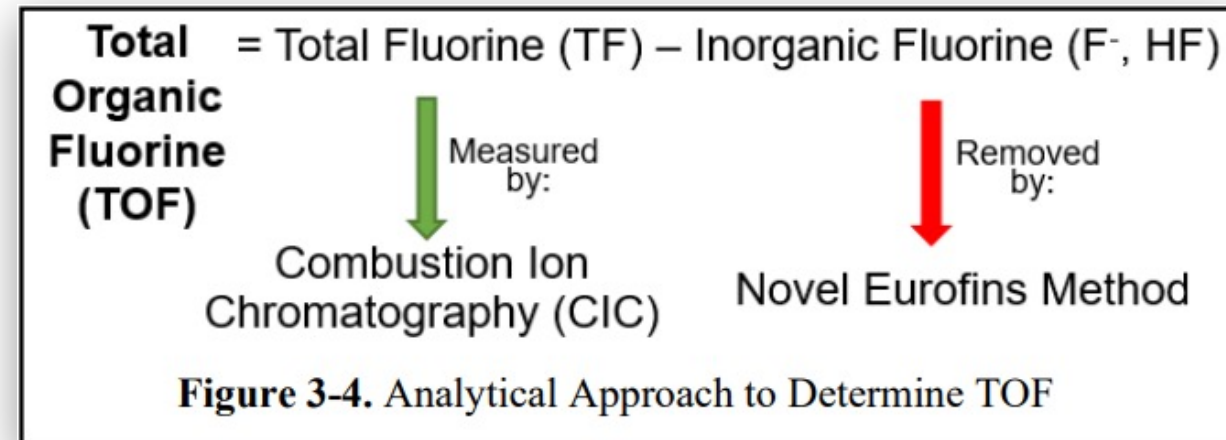 Total = Total Fluorine (TF) – Inorganic Fluorine (F-, HF)
Organic
Fluorine
(TOF)
Measured
by:
Removed
by:
Combustion Ion
Chromatography (CIC)
Novel Eurofins Method
Figure 3-4. Analytical Approach to Determine TOF